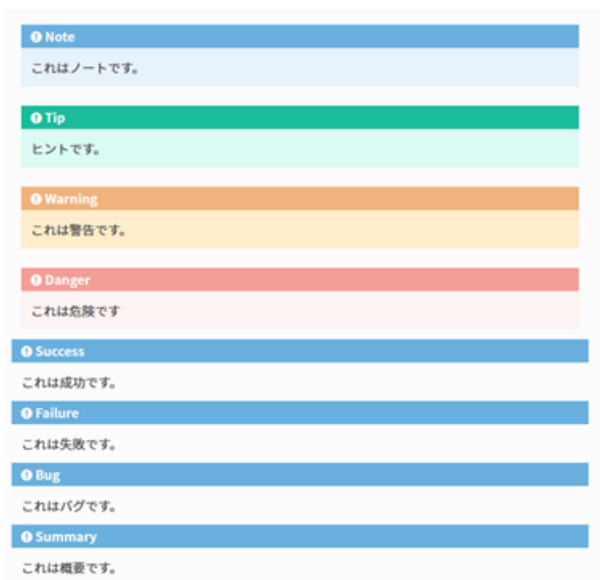 Note
これはノートです。
Tip
ヒントです。
Warning
これは警告です。
Danger
これは危険です
Success
これは成功です。
Failure
これは失敗です。
Bug
これはバグです。
Summary
これは概要です。